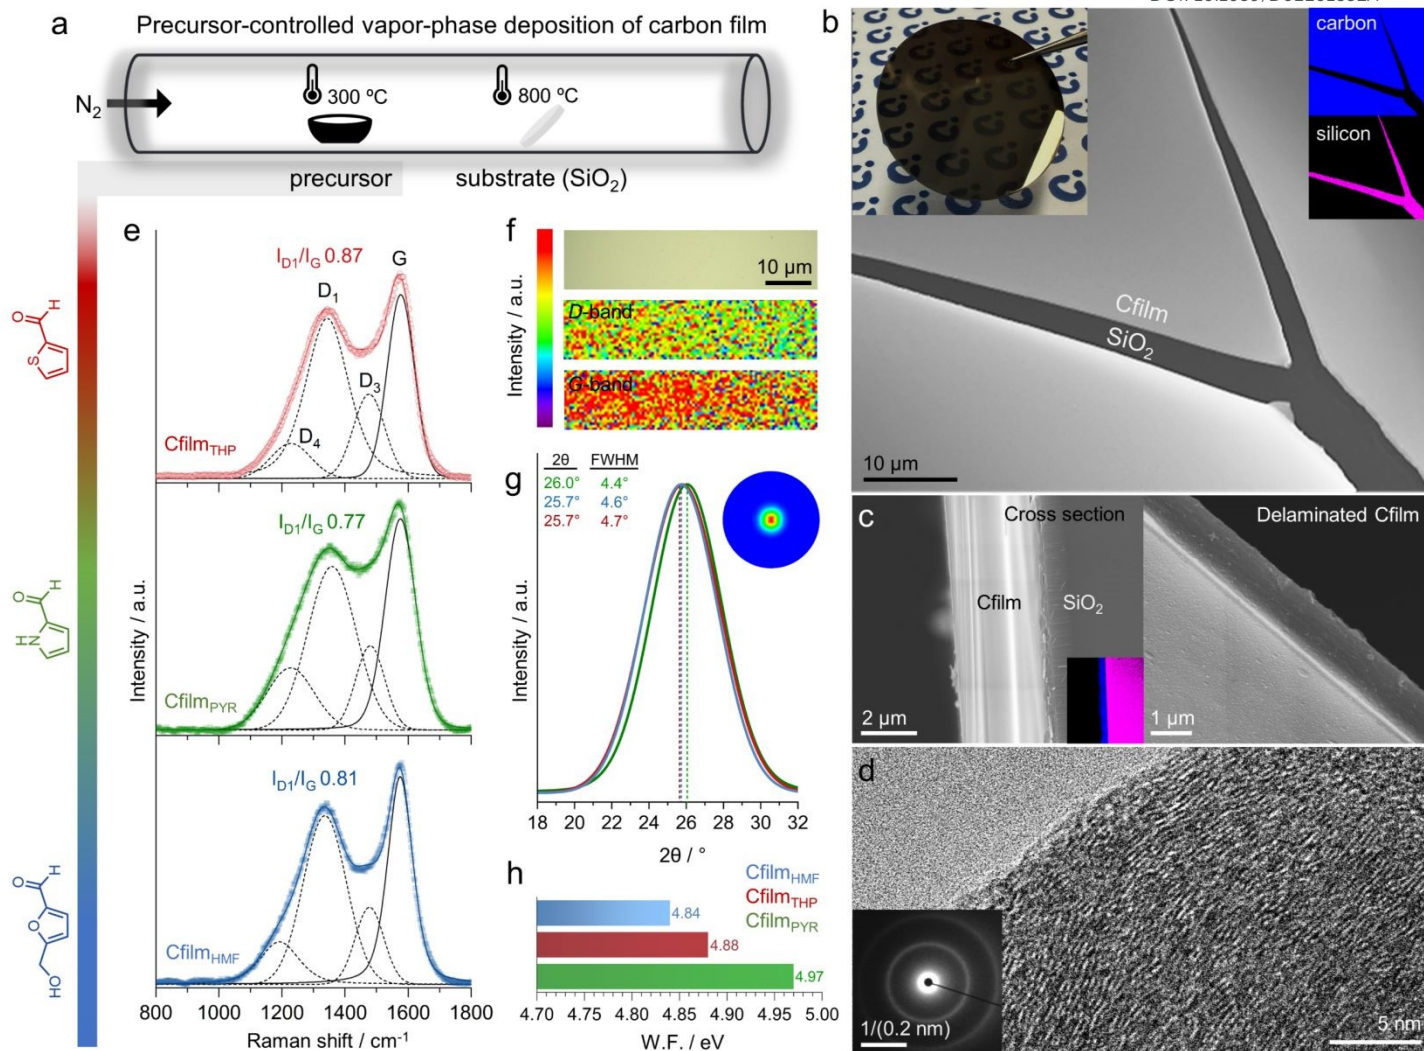 a
Precursor-controlled vapor-phase deposition of carbon film
N2
300 ºC
800 ºC
precursor
substrate (SiO2)
S
O
H
O
H
H
N
O
H
O
OH
e
ID1/IG 0.87
G
D1
D3
D4
CfilmTHP
ID1/IG 0.77
CfilmPYR
ID1/IG 0.81
CfilmHMF
Intensity / a.u.
800 1000 1200 1400 1600 1800
Raman shift / cm-1
f
Intensity / a.u.
10 µm
D-band
G-band
g
2θ FWHM
26.0° 4.4°
25.7° 4.6°
25.7° 4.7°
Intensity / a.u.
18 20 22 24 26 28 30 32
2θ / °
h
CfilmHMF
CfilmTHP
CfilmPYR
4.84
4.88
4.97
4.70 4.75 4.80 4.85 4.90 4.95 5.00
W.F. / eV
b
carbon
silicon
Cfilm
SiO2
10 µm
c
Cross section
Cfilm
SiO2
2 µm
Delaminated Cfilm
1 µm
d
1/(0.2 nm)
5 nm